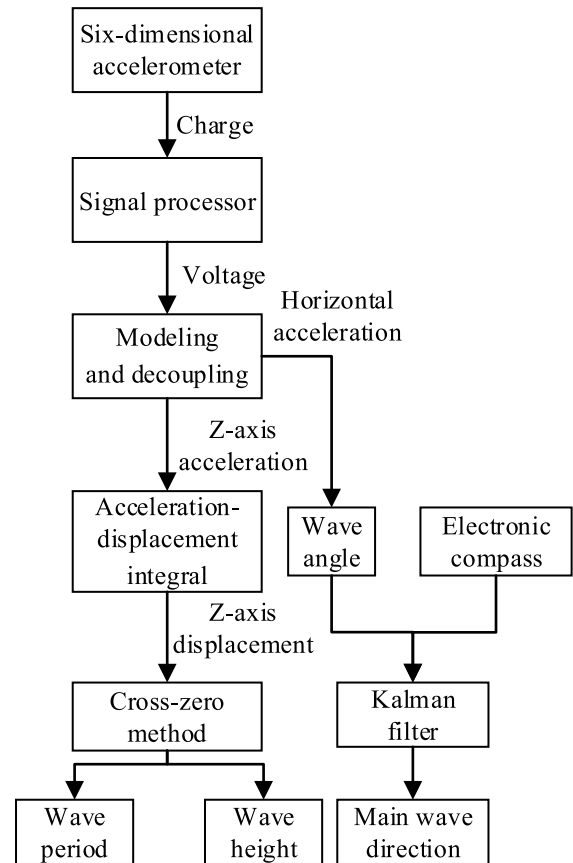 Six-dimensional
accelerometer
Charge
Signal processor
Voltage
Horizontal
acceleration
Modeling
and decoupling
Z-axis
acceleration
Acceleration-
displacement
integral
Wave
angle
Electronic
compass
Z-axis
displacement
Cross-zero
method
Kalman
filter
Wave
period
Wave
height
Main wave
direction